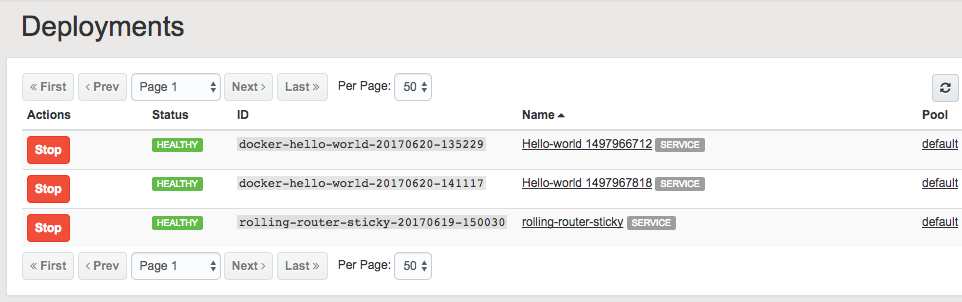 Deployments
« First ‹ Prev Page 1 Next › Last » Per Page: 50
Actions Status ID Name Pool
Stop HEALTHY docker-hello-world-20170620-135229 Hello-world 1497966712 SERVICE default
Stop HEALTHY docker-hello-world-20170620-141117 Hello-world 1497967818 SERVICE default
Stop HEALTHY rolling-router-sticky-20170619-150030 rolling-router-sticky SERVICE default
« First ‹ Prev Page 1 Next › Last » Per Page: 50